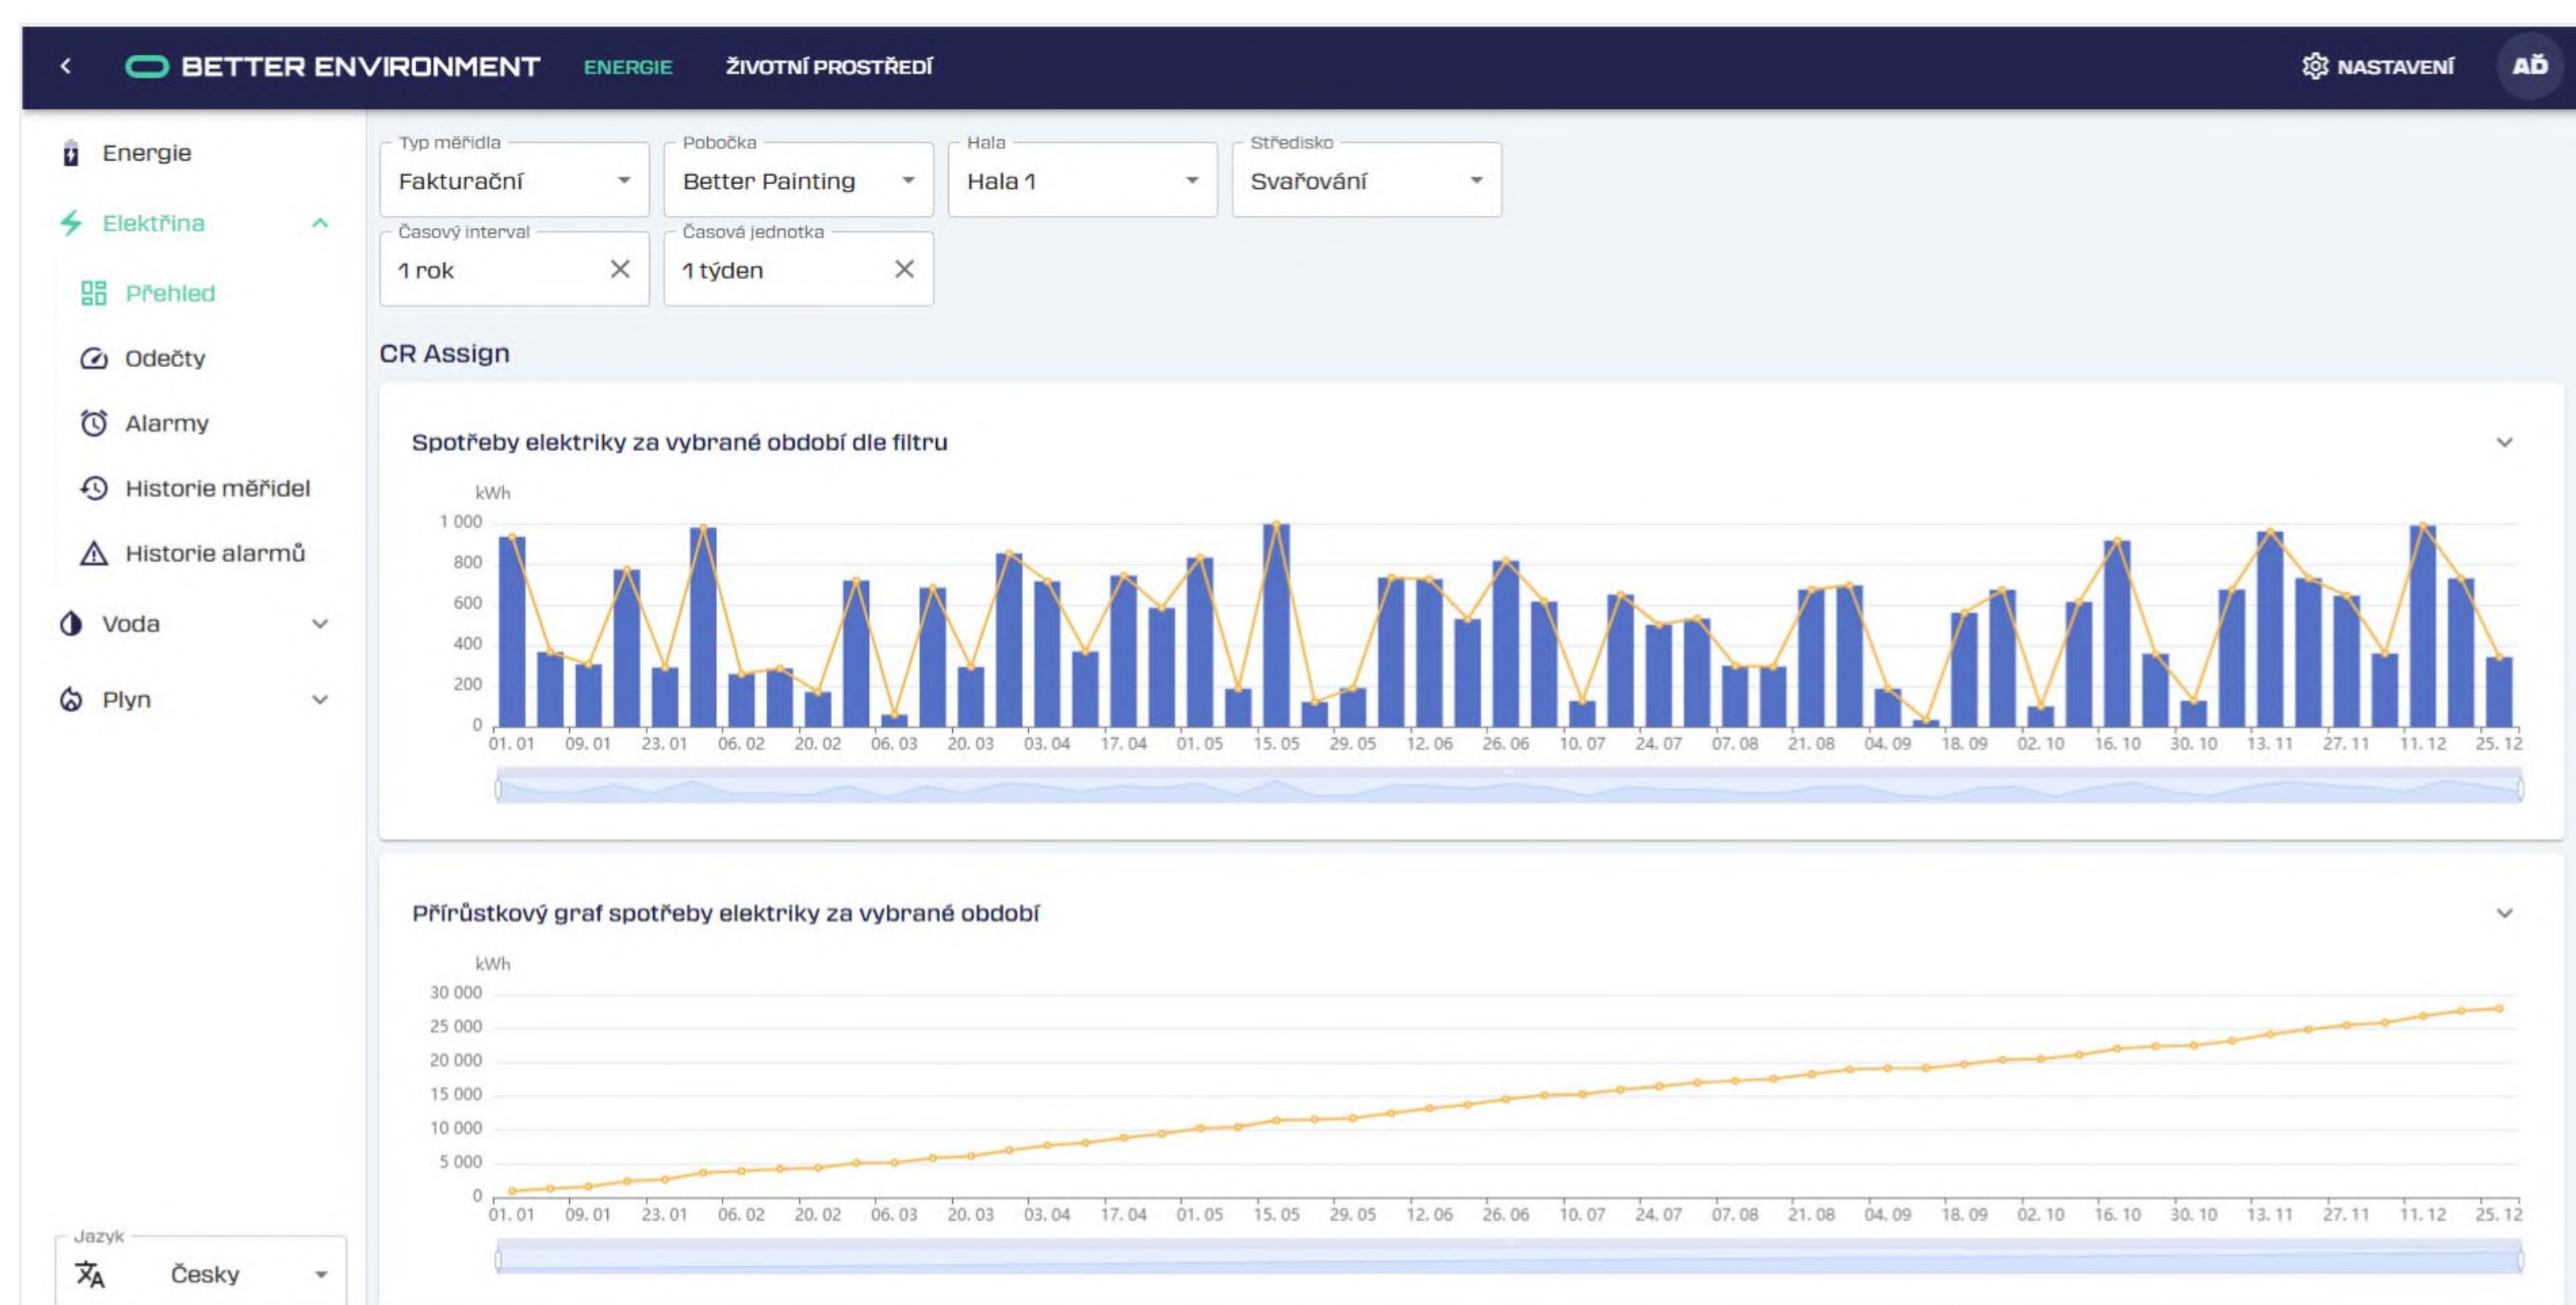 BETTER ENVIRONMENT ENERGIE ŽIVOTNÍ PROSTŘEDÍ NASTAVENÍ AĎ
Energie
Elektřina
Přehled
Odečty
Alarmy
Historie měřidel
Historie alarmů
Voda
Plyn
Jazyk
Česky
Typ měřidla Pobočka Hala Středisko
Fakturační Better Painting Hala 1 Svařování
Časový interval Časová jednotka
1 rok 1 týden
CR Assign
Spotřeby elektriky za vybrané období dle filtru
kWh
1 000
800
600
400
200
0
01. 01 09. 01 23. 01 06. 02 20. 02 06. 03 20. 03 03. 04 17. 04 01. 05 15. 05 29. 05 12. 06 26. 06 10. 07 24. 07 07. 08 21. 08 04. 09 18. 09 02. 10 16. 10 30. 10 13. 11 27. 11 11. 12 25. 12
Přírůstkový graf spotřeby elektriky za vybrané období
kWh
30 000
25 000
20 000
15 000
10 000
5 000
0
01. 01 09. 01 23. 01 06. 02 20. 02 06. 03 20. 03 03. 04 17. 04 01. 05 15. 05 29. 05 12. 06 26. 06 10. 07 24. 07 07. 08 21. 08 04. 09 18. 09 02. 10 16. 10 30. 10 13. 11 27. 11 11. 12 25. 12